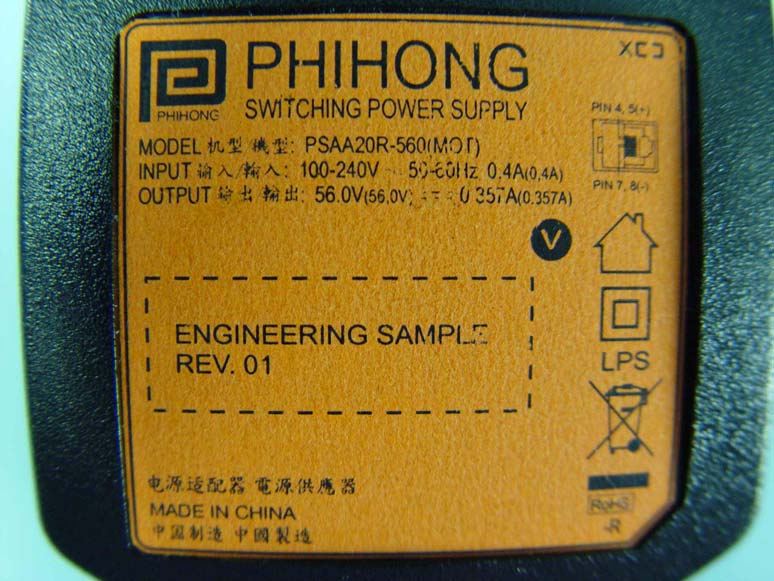 PHIHONG
PHIHONG
SWITCHING POWER SUPPLY
MODEL 机型/機型: PSAA20R-560(MOT)
INPUT 输入/輸入: 100-240V ~ 50-60Hz 0.4A(0,4A)
OUTPUT 输出/輸出: 56.0V(56,0V) 0.357A(0.357A)
PIN 4, 5(+)
PIN 7, 8(-)
V
ENGINEERING SAMPLE
REV. 01
LPS
电源适配器 電源供應器
MADE IN CHINA
中国制造 中國製造
RoHS
-R